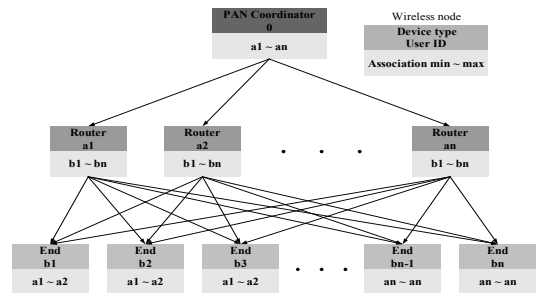 PAN Coordinator
0
a1 ~ an
Wireless node
Device type
User ID
Association min ~ max
Router
a1
b1 ~ bn
Router
a2
b1 ~ bn
. . .
Router
an
b1 ~ bn
End
b1
a1 ~ a2
End
b2
a1 ~ a2
End
b3
a1 ~ a2
. . .
End
bn-1
an ~ an
End
bn
an ~ an